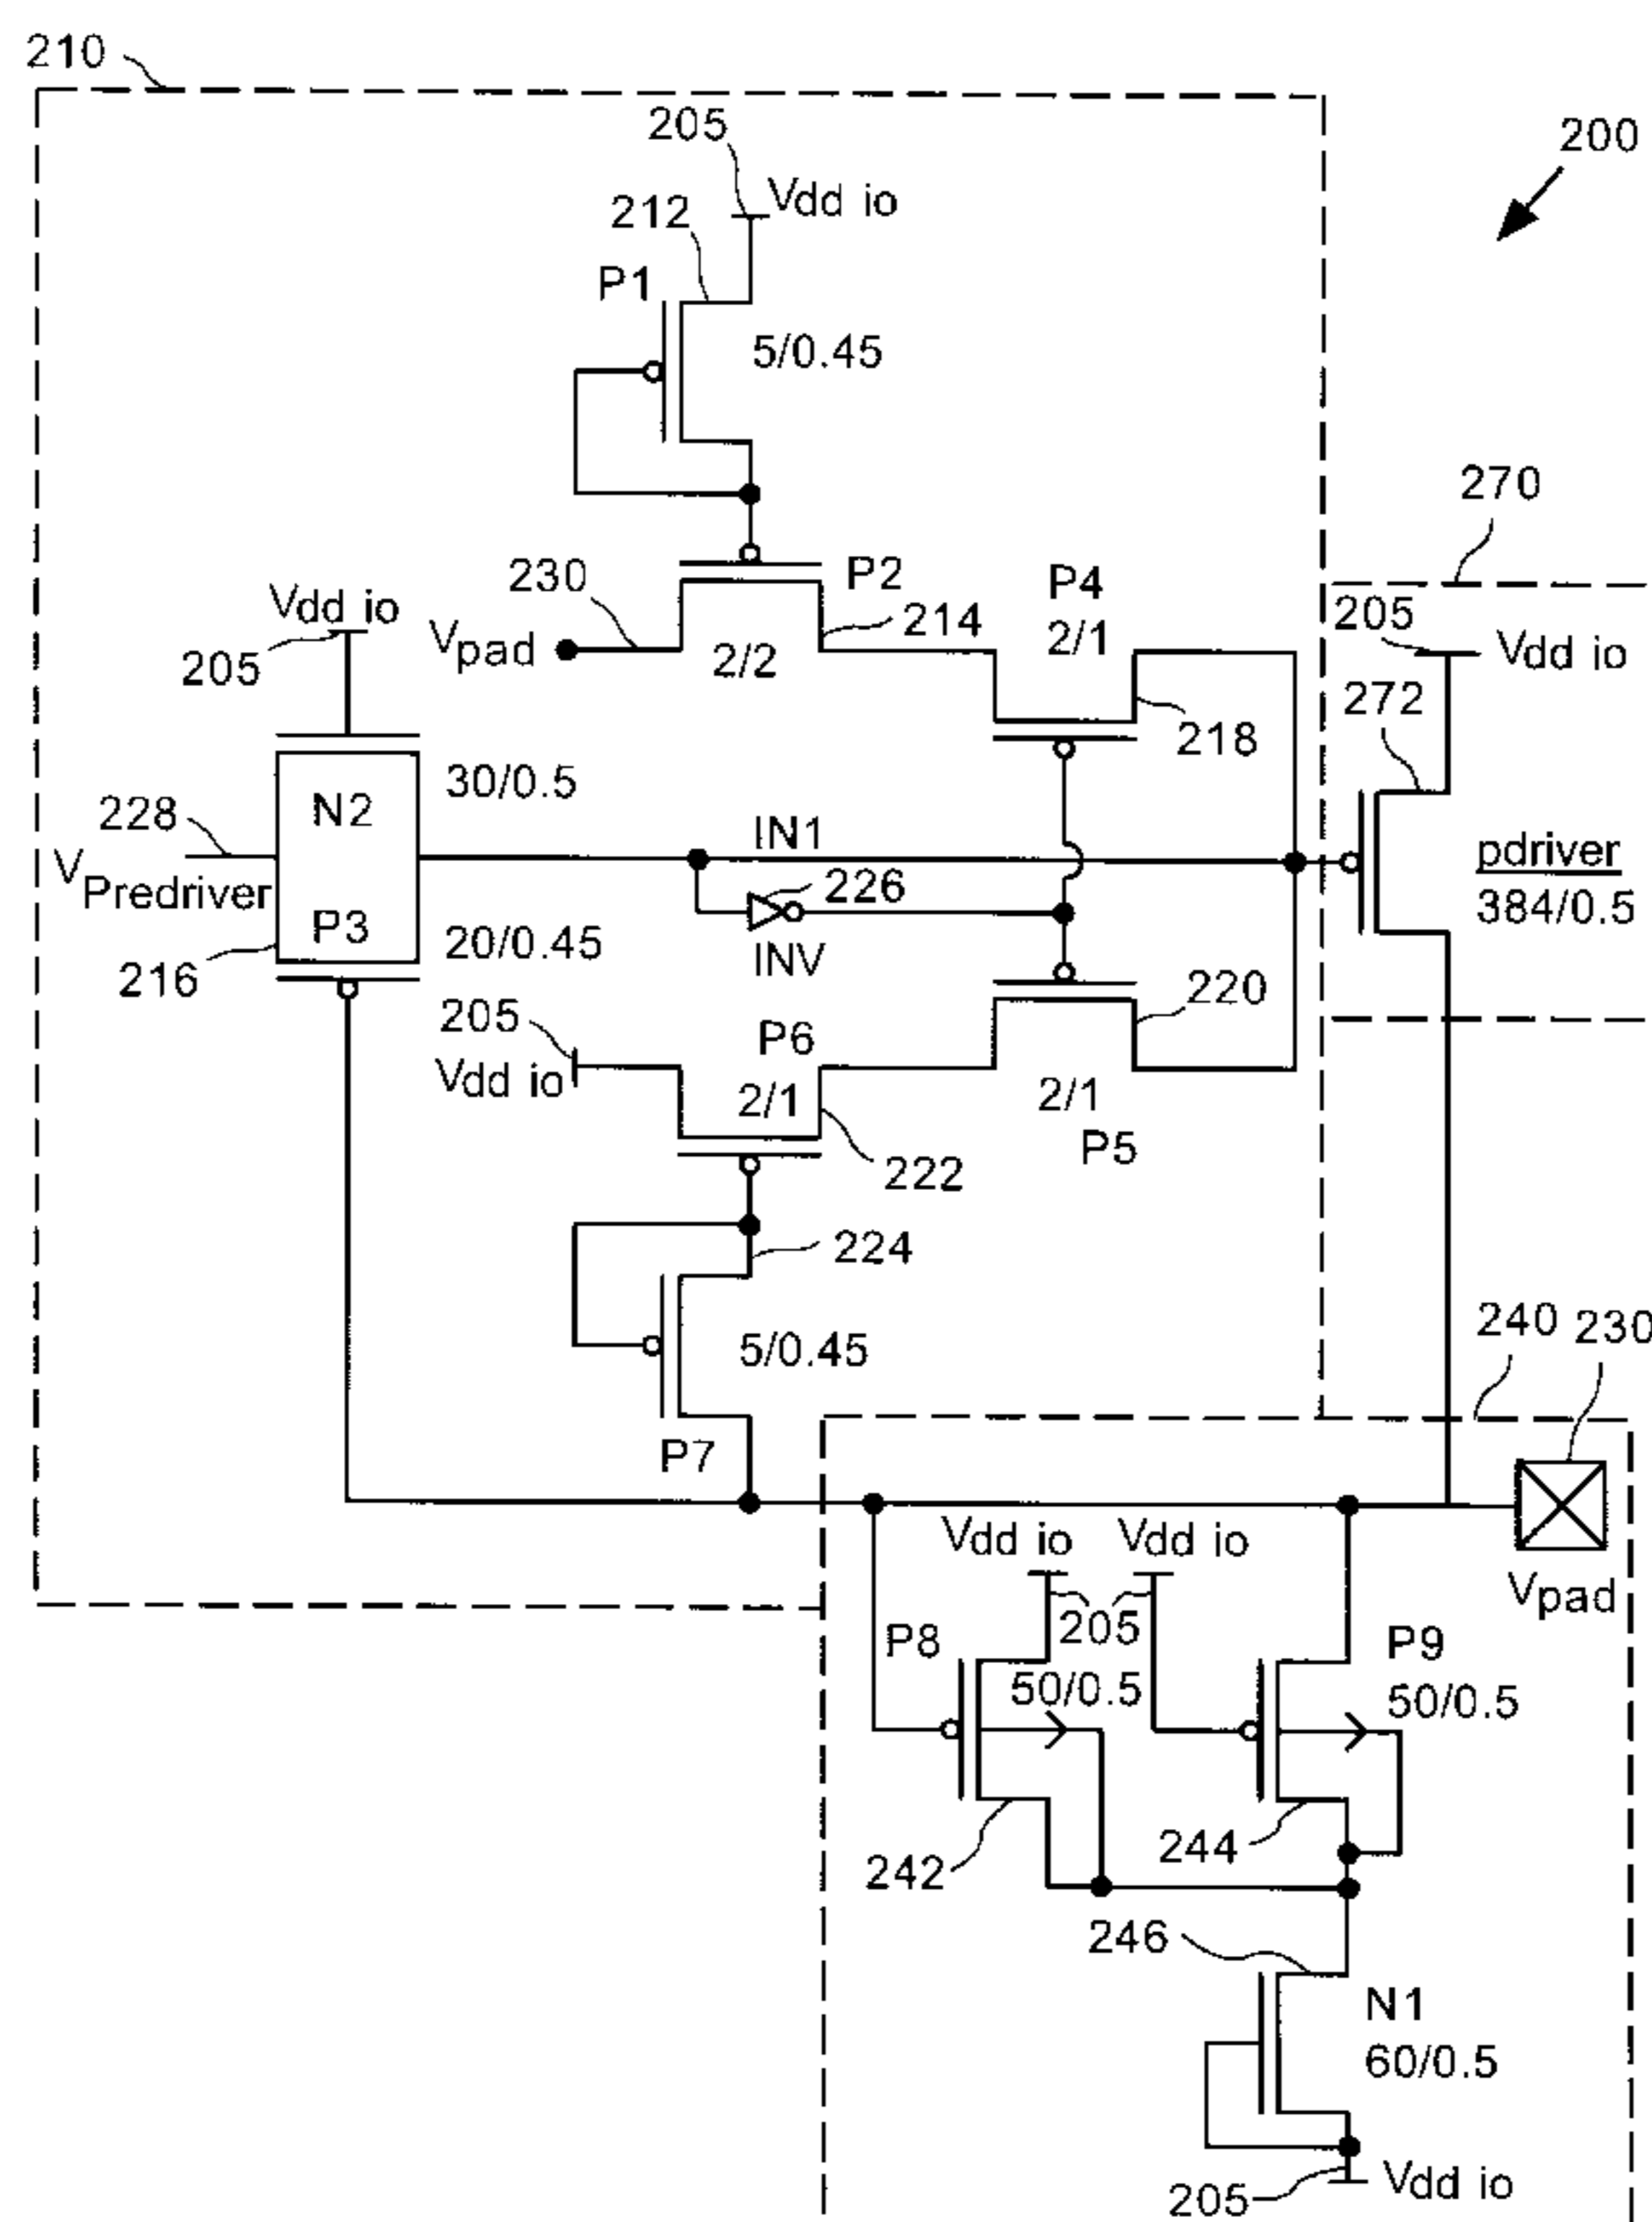 210
205
200
Vdd io
212
P1
5/0.45
270
230
P2
P4
205
Vdd io
214
2/1
Vdd io
Vpad
205
2/2
272
218
30/0.5
N2
228
IN1
pdriver
VPredriver
226
384/0.5
P3
20/0.45
INV
216
220
205
P6
Vdd io
2/1
2/1
P5
222
224
240
230
5/0.45
P7
Vdd io
Vdd io
Vpad
205
P8
P9
50/0.5
50/0.5
242
244
246
N1
60/0.5
205
Vdd io